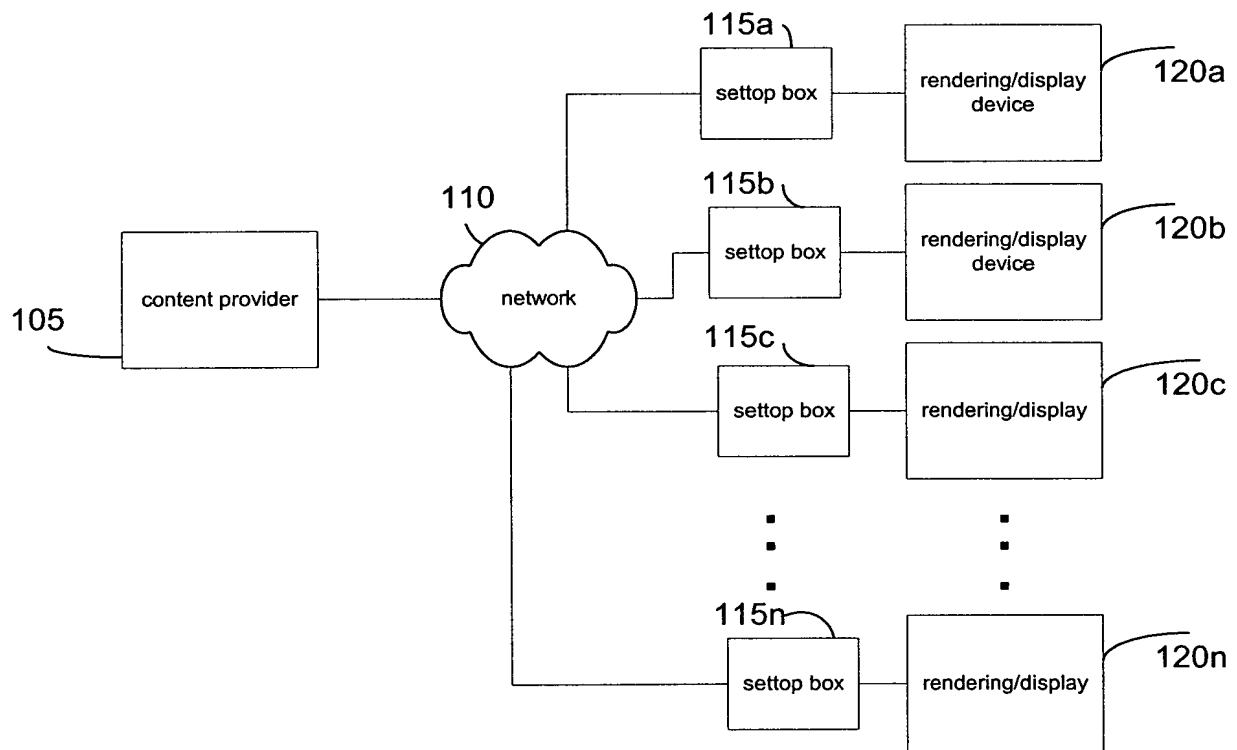 115a
settop box
rendering/display
device
120a
115b
settop box
rendering/display
device
120b
110
network
content provider
105
115c
settop box
rendering/display
120c
115n
settop box
rendering/display
120n